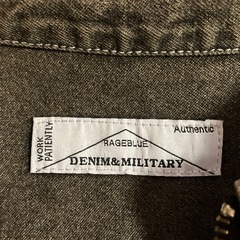 WORK
PATIENTLY
Authentic
RAGEBLUE
DENIM&MILITARY